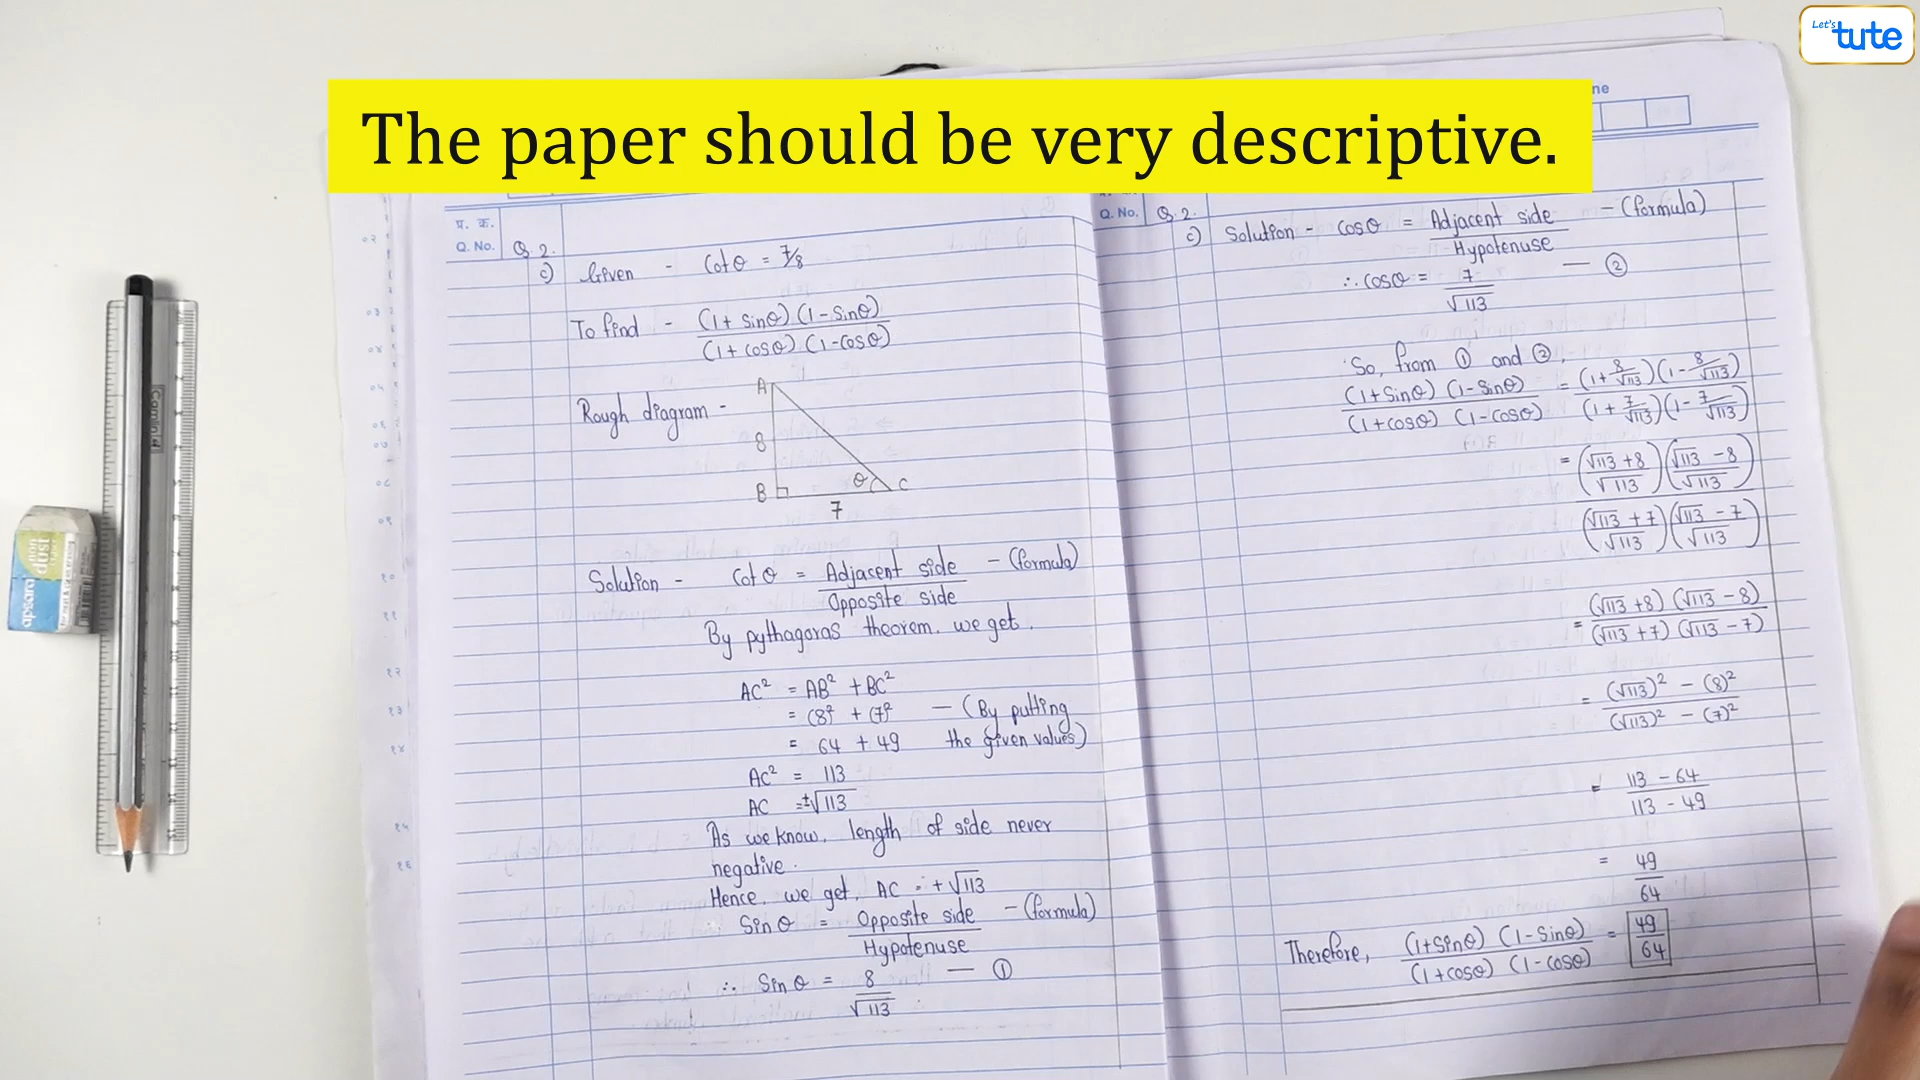 Let's
tute
The paper should be very descriptive.
प्र. क्र.
Q. No.
Q 2.
c) Given - Cot θ = 7/8
To find - (1 + sinθ) (1 - sinθ)
(1 + cosθ) (1 - cosθ)
Rough diagram -
A
8
B
θ
C
7
Solution - Cot θ = Adjacent side - (formula)
Opposite side
By pythagoras theorem, we get,
AC² = AB² + BC²
= (8)² + (7)² — (By putting
= 64 + 49 the given values)
AC² = 113
AC = ±√113
As we know, length of side never
negative.
Hence, we get, AC = +√113
Sin θ = Opposite side - (formula)
Hypotenuse
∴ Sin θ = 8 — ①
√113
Q. No.
Q. 2.
c) Solution - cosθ = Adjacent side - (formula)
Hypotenuse
∴ cosθ = 7 — ②
√113
So, from ① and ②,
(1+sinθ) (1-sinθ) = (1 + 8/√113) (1 - 8/√113)
(1+cosθ) (1-cosθ) (1 + 7/√113) (1 - 7/√113)
= (√113 + 8 / √113) (√113 - 8 / √113)
(√113 + 7 / √113) (√113 - 7 / √113)
= (√113 + 8) (√113 - 8)
(√113 + 7) (√113 - 7)
= (√113)² - (8)²
(√113)² - (7)²
= 113 - 64
113 - 49
= 49
64
Therefore, (1+sinθ) (1-sinθ) = 49
(1+cosθ) (1-cosθ) 64